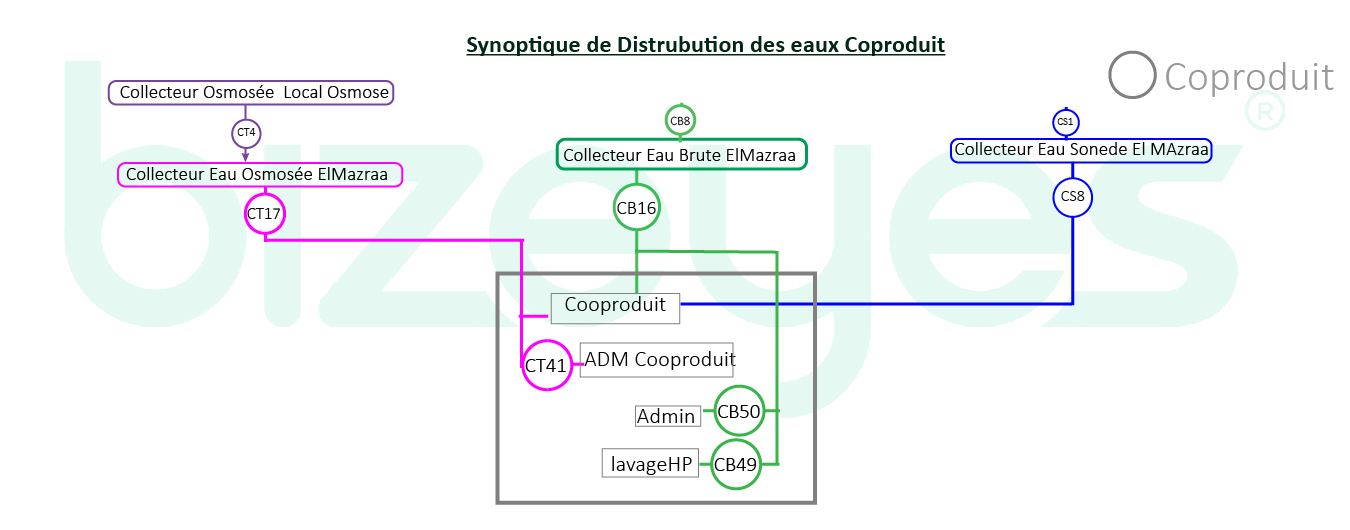 Synoptique de Distrubution des eaux Coproduit
Coproduit
Collecteur Osmosée Local Osmose
CT4
CB8
CS1
®
Collecteur Eau Osmosée ElMazraa
Collecteur Eau Brute ElMazraa
Collecteur Eau Sonede El MAzraa
CT17
CB16
CS8
bizeyes
Cooproduit
CT41
ADM Cooproduit
Admin
CB50
lavageHP
CB49